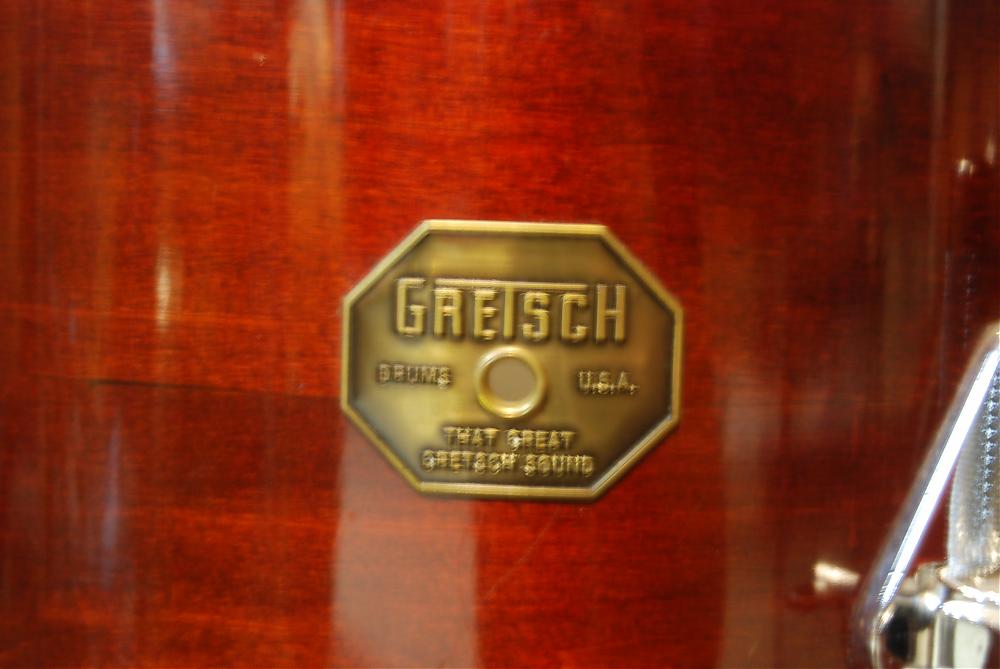 GRETSCH
DRUMS U.S.A.
THAT GREAT
GRETSCH SOUND